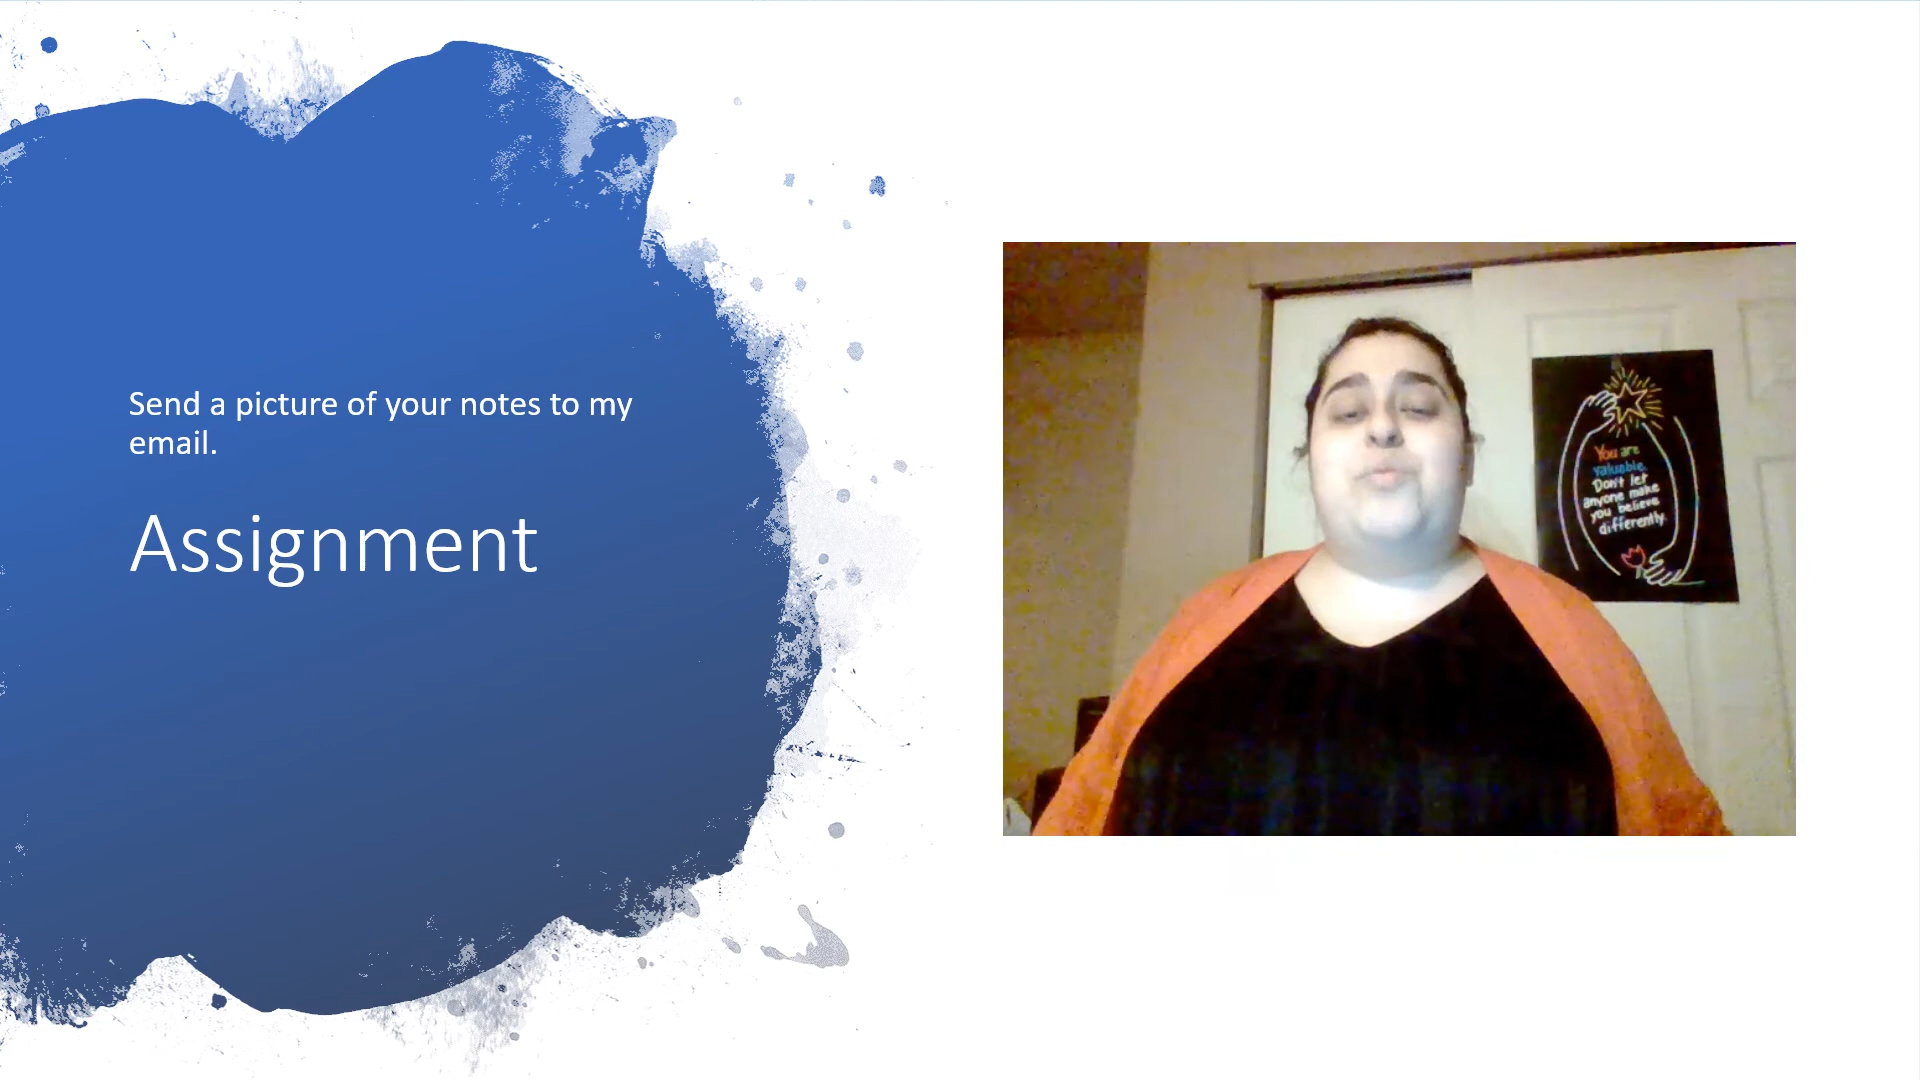 Send a picture of your notes to my
email.
Assignment
You are
valuable.
Don't let
anyone make
you believe
differently.